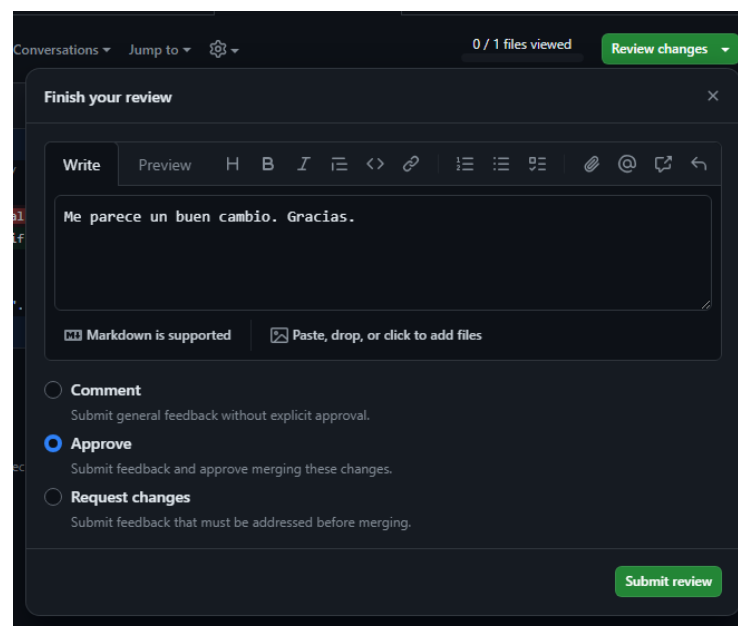 Conversations Jump to
0 / 1 files viewed
Review changes
Finish your review
Write Preview
Me parece un buen cambio. Gracias.
Markdown is supported
Paste, drop, or click to add files
Comment
Submit general feedback without explicit approval.
Approve
Submit feedback and approve merging these changes.
Request changes
Submit feedback that must be addressed before merging.
Submit review